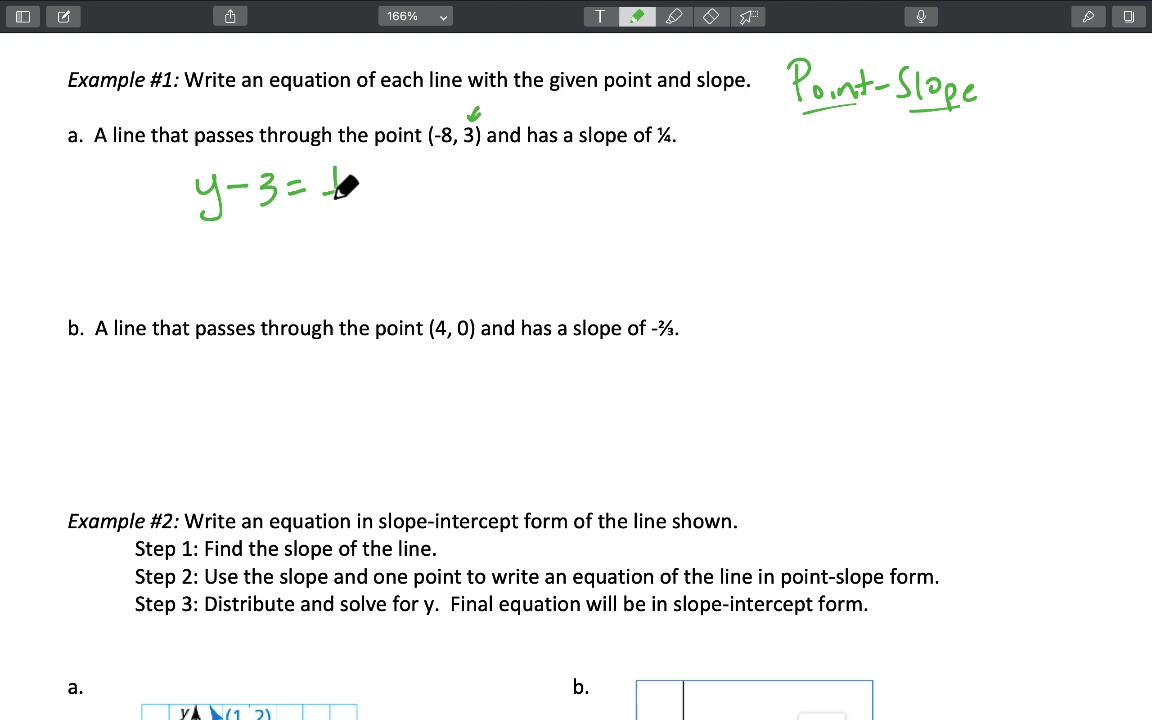 166%
T
Example #1: Write an equation of each line with the given point and slope.
Point-Slope
a. A line that passes through the point (-8, 3) and has a slope of ¼.
y - 3 = 1
b. A line that passes through the point (4, 0) and has a slope of -⅔.
Example #2: Write an equation in slope-intercept form of the line shown.
Step 1: Find the slope of the line.
Step 2: Use the slope and one point to write an equation of the line in point-slope form.
Step 3: Distribute and solve for y. Final equation will be in slope-intercept form.
a.
b.
y (1, 2)